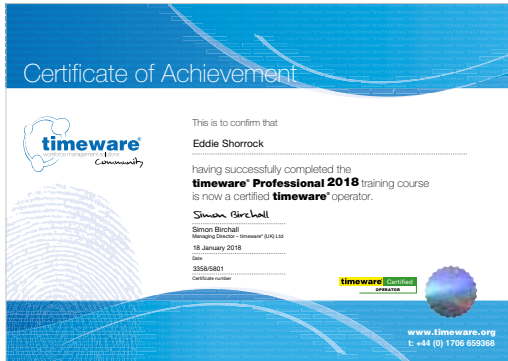 Certificate of Achievement
This is to confirm that
timeware®
workforce management solutions
Community
Eddie Shorrock
having successfully completed the
timeware® Professional 2018 training course
is now a certified timeware® operator.
Simon Birchall
Simon Birchall
Managing Director – timeware® (UK) Ltd
18 January 2018
Date
3358/5801
Certificate number
timeware® Certified
OPERATOR
www.timeware.org
t: +44 (0) 1706 659368